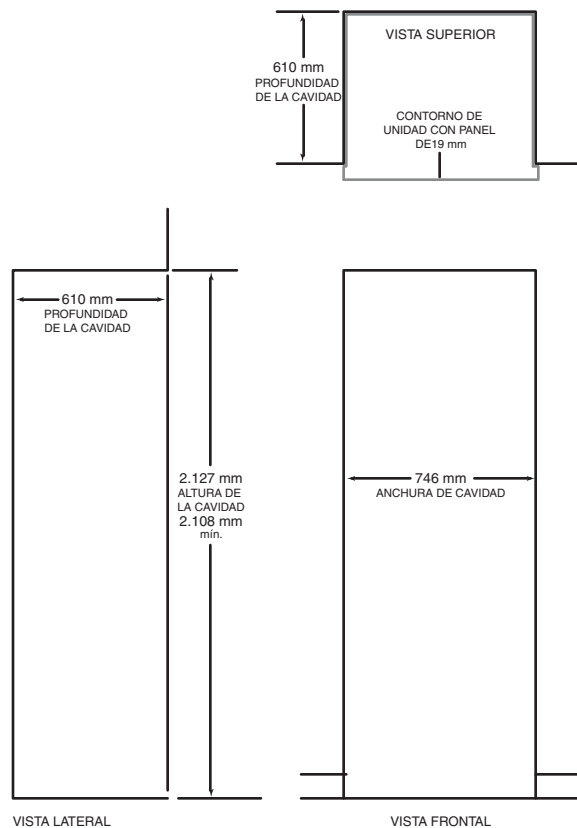 VISTA SUPERIOR
610 mm
PROFUNDIDAD
DE LA CAVIDAD
CONTORNO DE
UNIDAD CON PANEL
DE19 mm
610 mm
PROFUNDIDAD
DE LA CAVIDAD
2.127 mm
ALTURA DE
LA CAVIDAD
2.108 mm
mín.
746 mm
ANCHURA DE CAVIDAD
VISTA LATERAL
VISTA FRONTAL